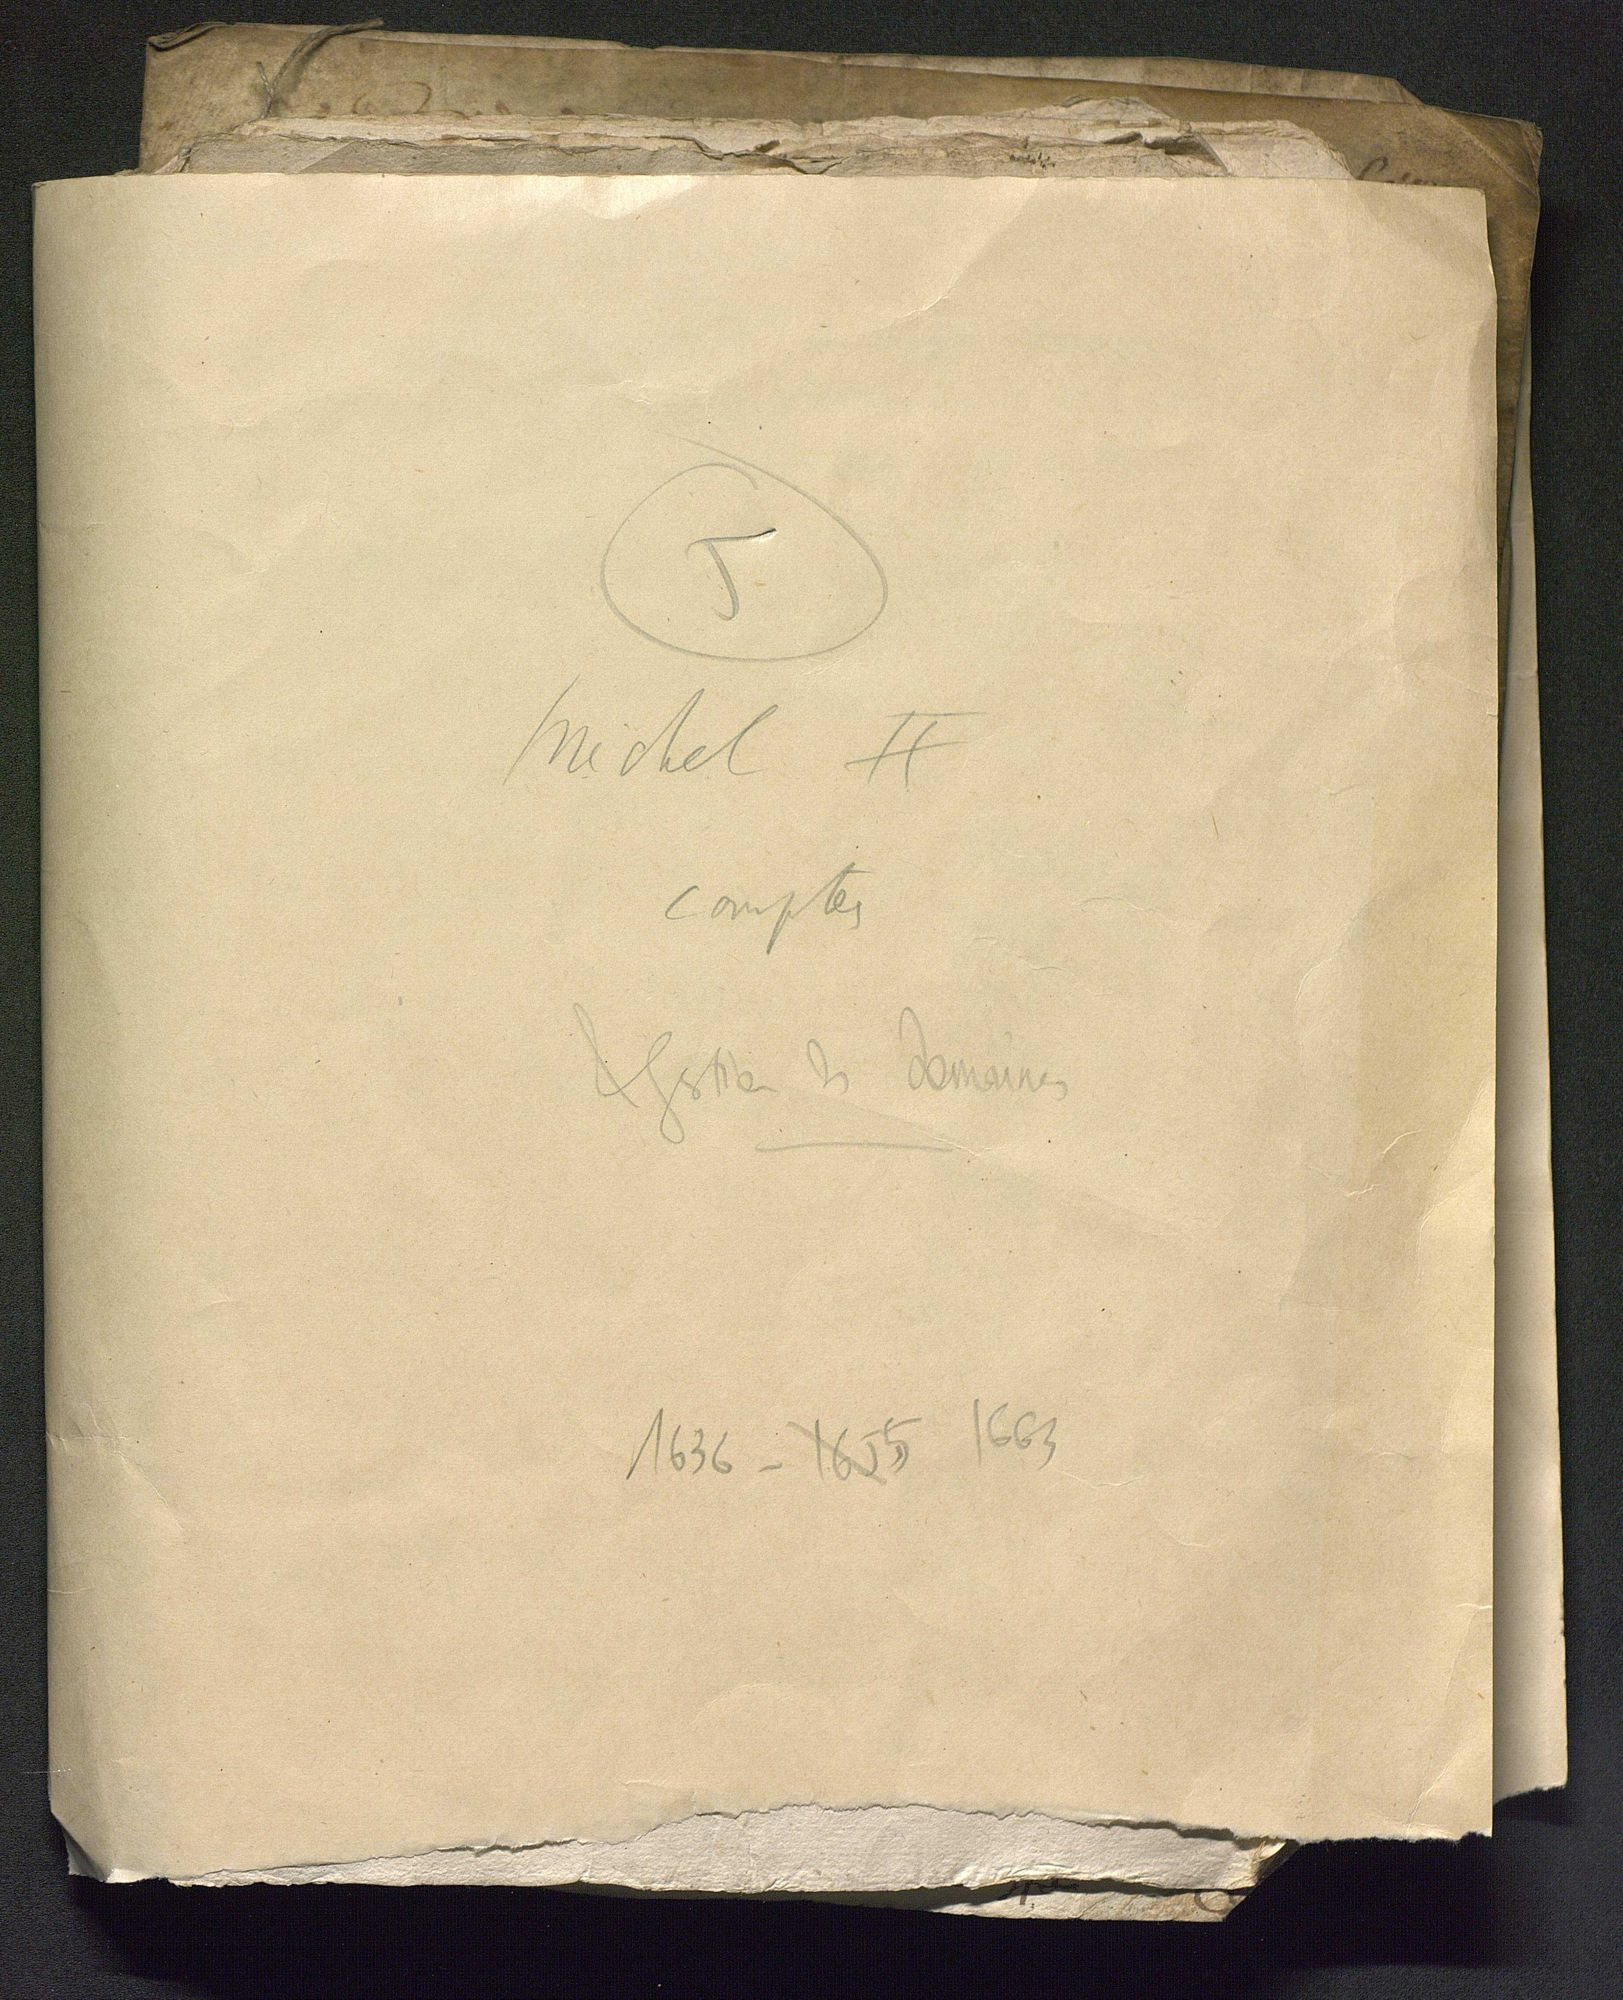 5
Michel II
comptes
& gestion des Domaines
1636 - 1655 1663